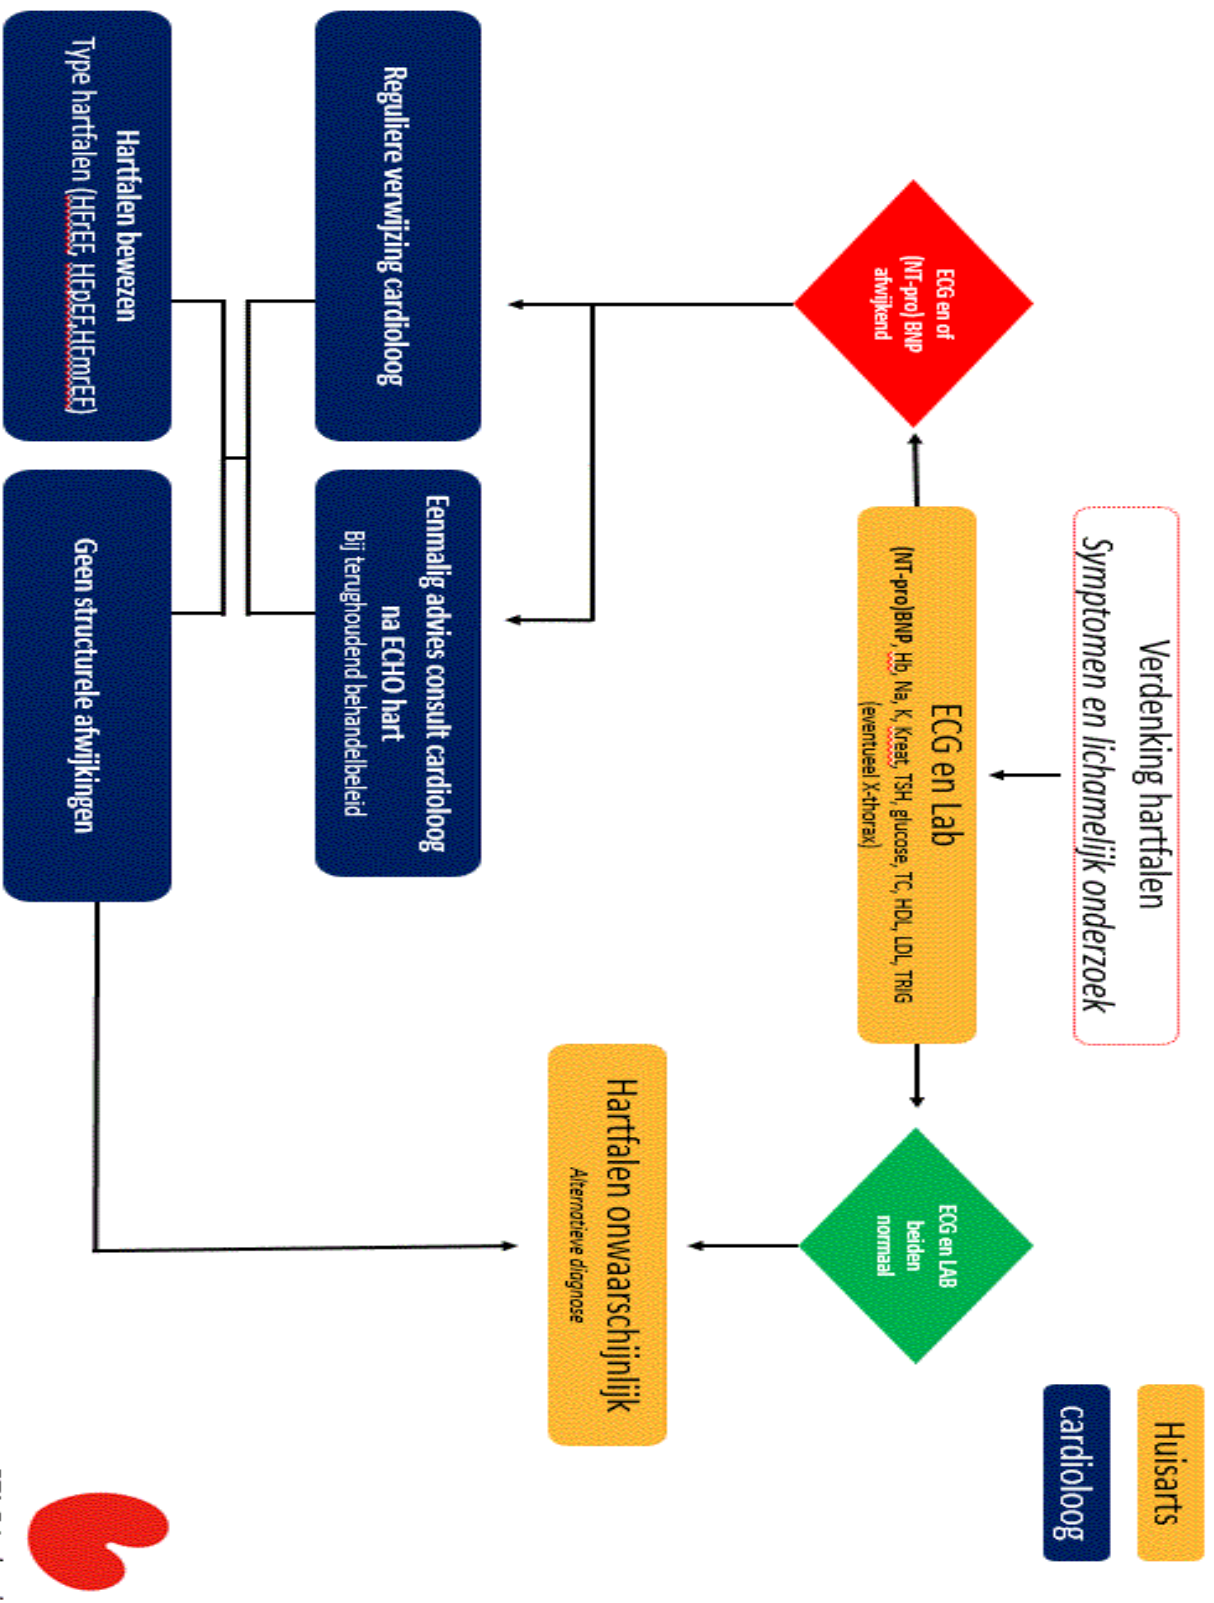 Verdenking hartfalen
Symptomen en lichamelijk onderzoek
Huisarts
cardioloog
ECG en of
(NT-pro) BNP
afwijkend
ECG en Lab
(NT-pro)BNP, Hb, Na, K, Kreat, TSH, glucose, TC, HDL, LDL, TRIG
(eventueel X-thorax)
ECG en LAB
beiden
normaal
Reguliere verwijzing cardioloog
Eenmalig advies consult cardioloog
na ECHO hart
Bij terughoudend behandelbeleid
Hartfalen onwaarschijnlijk
Alternatieve diagnose
Hartfalen bewezen
Type hartfalen (HFrEF, HFpEF,HFmrEF)
Geen structurele afwijkingen